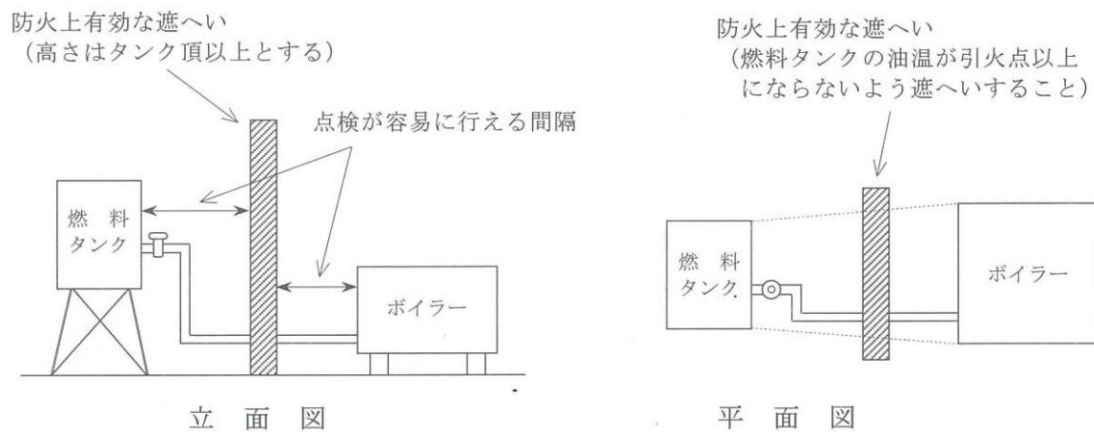 防火上有効な遮へい
（高さはタンク頂以上とする）
点検が容易に行える間隔
燃　料
タンク
ボイラー
立　面　図
防火上有効な遮へい
（燃料タンクの油温が引火点以上
にならないよう遮へいすること）
燃　料
タンク
ボイラー
平　面　図